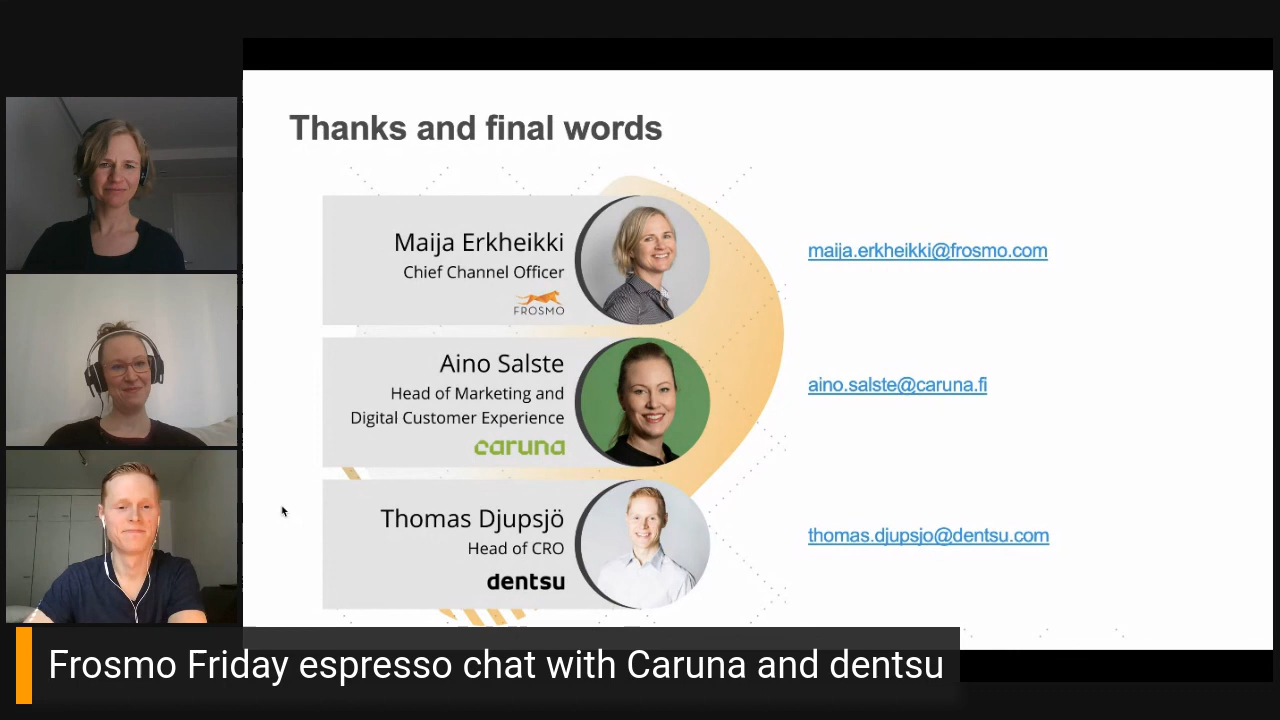 Thanks and final words
Maija Erkheikki
Chief Channel Officer
FROSMO
maija.erkheikki@frosmo.com
Aino Salste
Head of Marketing and
Digital Customer Experience
caruna
aino.salste@caruna.fi
Thomas Djupsjö
Head of CRO
dentsu
thomas.djupsjo@dentsu.com
Frosmo Friday espresso chat with Caruna and dentsu